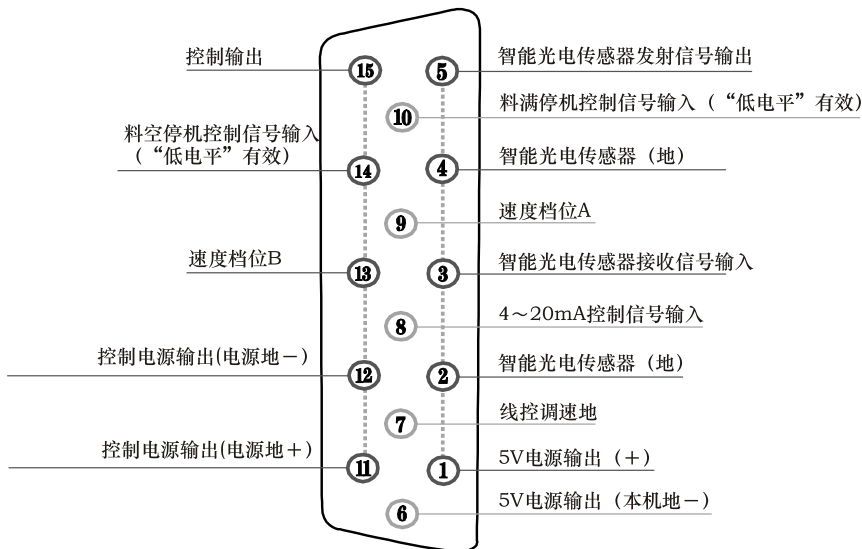 控制输出
15
5
智能光电传感器发射信号输出
10
料满停机控制信号输入（“低电平”有效）
料空停机控制信号输入
（“低电平”有效）
14
4
智能光电传感器（地）
9
速度档位A
速度档位B
13
3
智能光电传感器接收信号输入
8
4～20mA控制信号输入
控制电源输出(电源地－)
12
2
智能光电传感器（地）
7
线控调速地
控制电源输出(电源地＋)
11
1
5V电源输出（＋）
6
5V电源输出（本机地－）